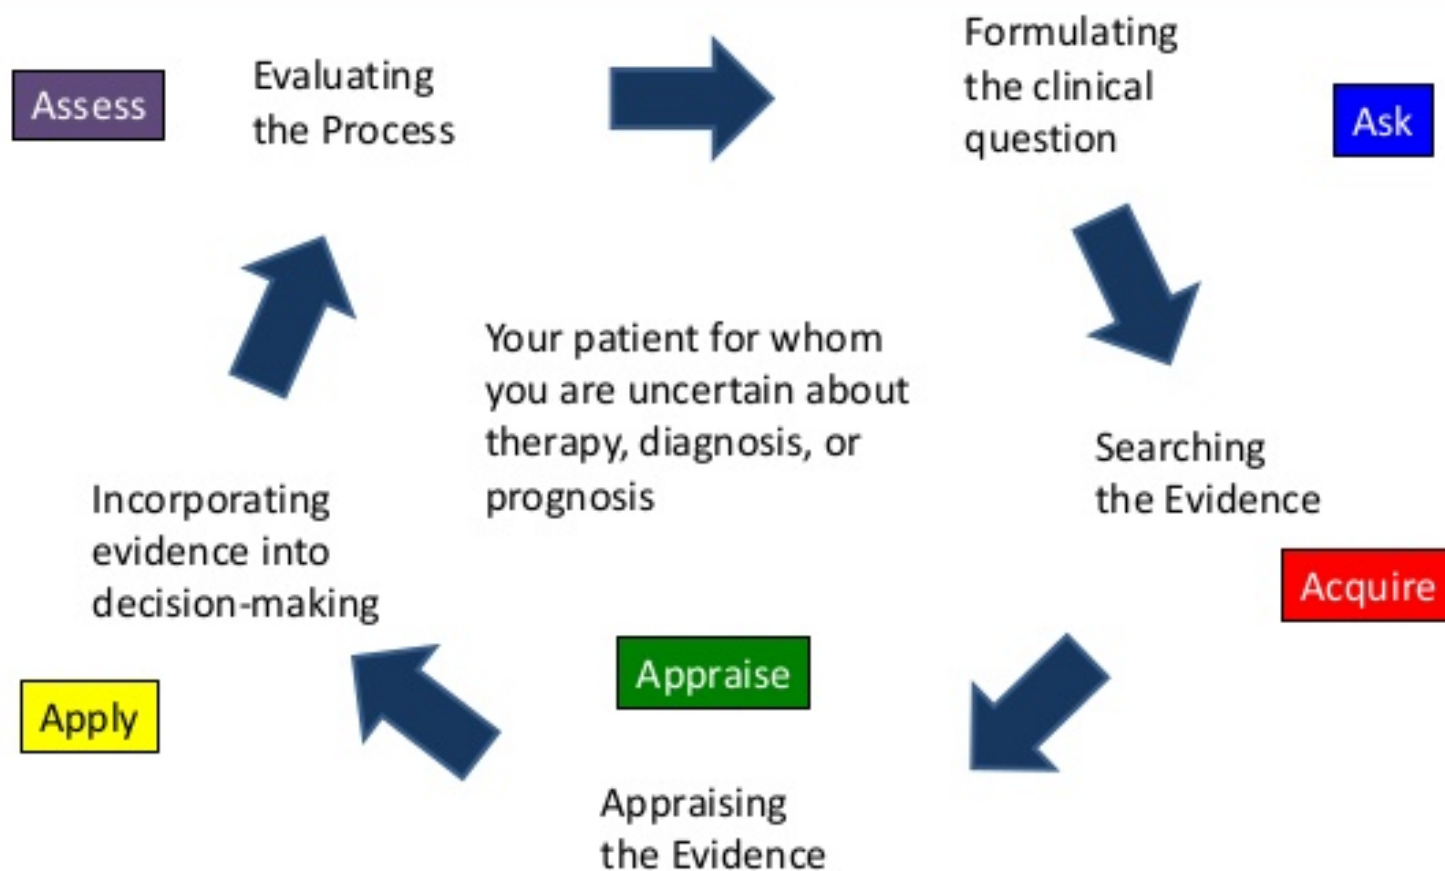 Assess
Evaluating
the Process
Formulating
the clinical
question
Ask
Your patient for whom
you are uncertain about
therapy, diagnosis, or
prognosis
Searching
the Evidence
Acquire
Incorporating
evidence into
decision-making
Apply
Appraise
Appraising
the Evidence